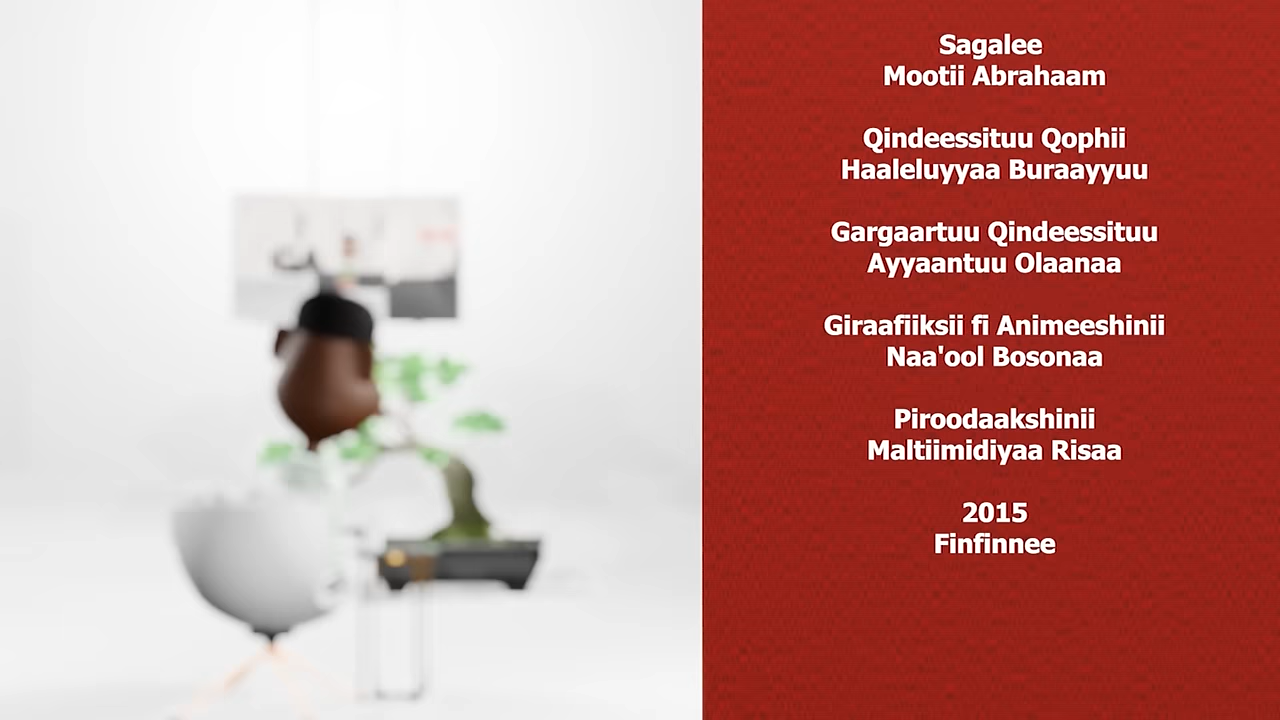 Sagalee
Mootii Abrahaam
Qindeessituu Qophii
Haaleluyyaa Buraayyuu
Gargaartuu Qindeessituu
Ayyaantuu Olaanaa
Giraafiiksii fi Animeeshinii
Naa'ool Bosonaa
Piroodaakshinii
Maltiimidiyaa Risaa
2015
Finfinnee